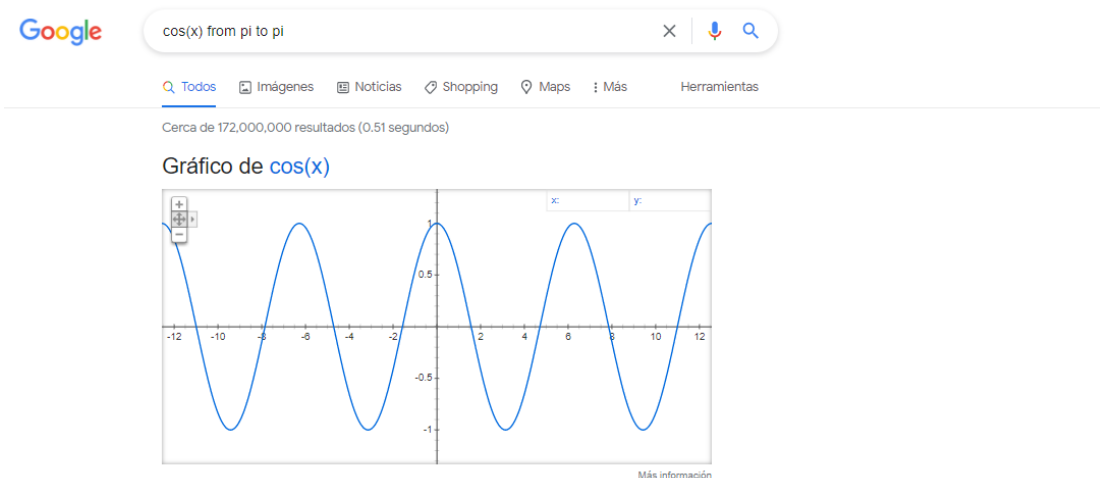 Google
cos(x) from pi to pi
Todos Imágenes Noticias Shopping Maps Más Herramientas
Cerca de 172,000,000 resultados (0.51 segundos)
Gráfico de cos(x)
x: y:
1
0.5
-12 -10 -8 -6 -4 -2 2 4 6 8 10 12
-0.5
-1
Más información